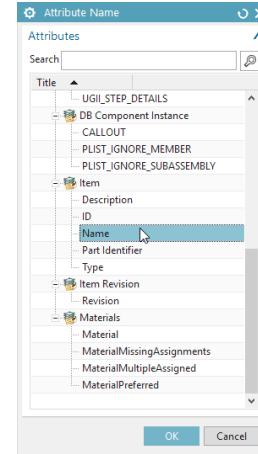 Attribute Name
Attributes
Search
Title
UGII_STEP_DETAILS
DB Component Instance
CALLOUT
PLIST_IGNORE_MEMBER
PLIST_IGNORE_SUBASSEMBLY
Item
Description
ID
Name
Part Identifier
Type
Item Revision
Revision
Materials
Material
MaterialMissingAssignments
MaterialMultipleAssigned
MaterialPreferred
OK Cancel